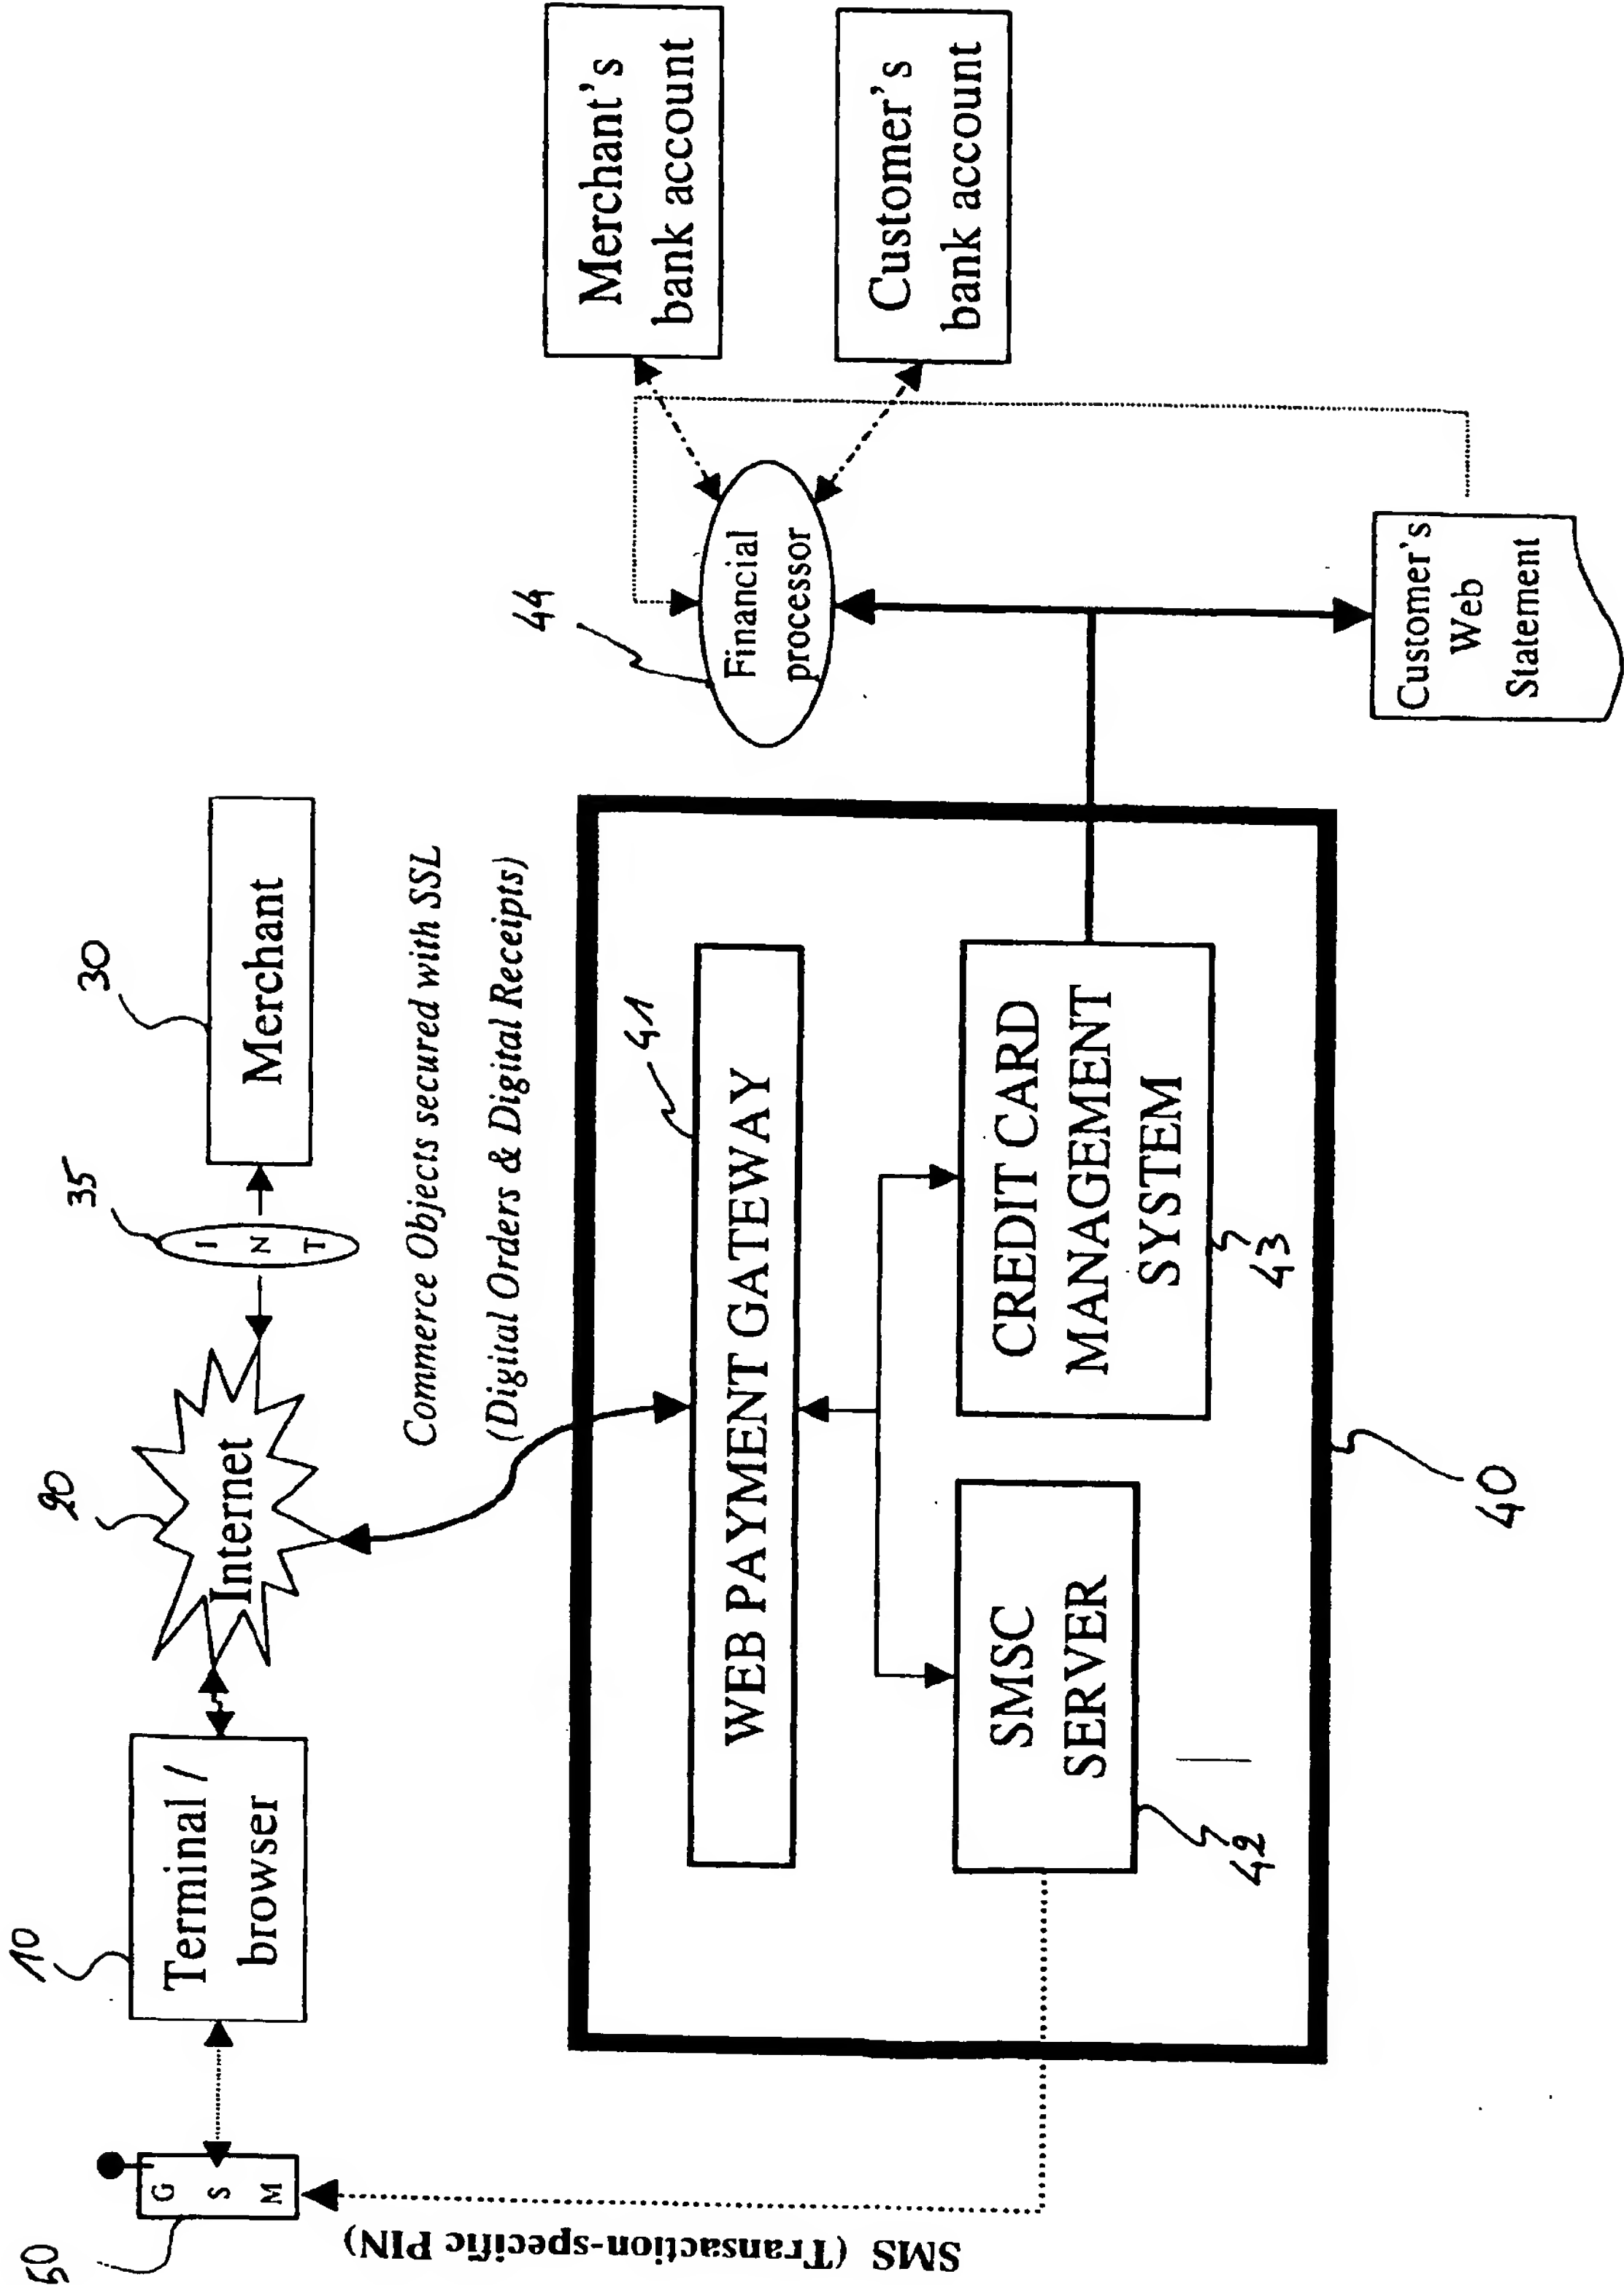 50
G
S
M
10
Terminal /
browser
20
Internet
35
I
N
T
30
Merchant
Commerce Objects secured with SSL
(Digital Orders & Digital Receipts)
SMS (Transaction-specific PIN)
41
WEB PAYMENT GATEWAY
SMSC
SERVER
42
CREDIT CARD
MANAGEMENT
SYSTEM
43
40
44
Financial
processor
Merchant's
bank account
Customer's
bank account
Customer's
Web
Statement